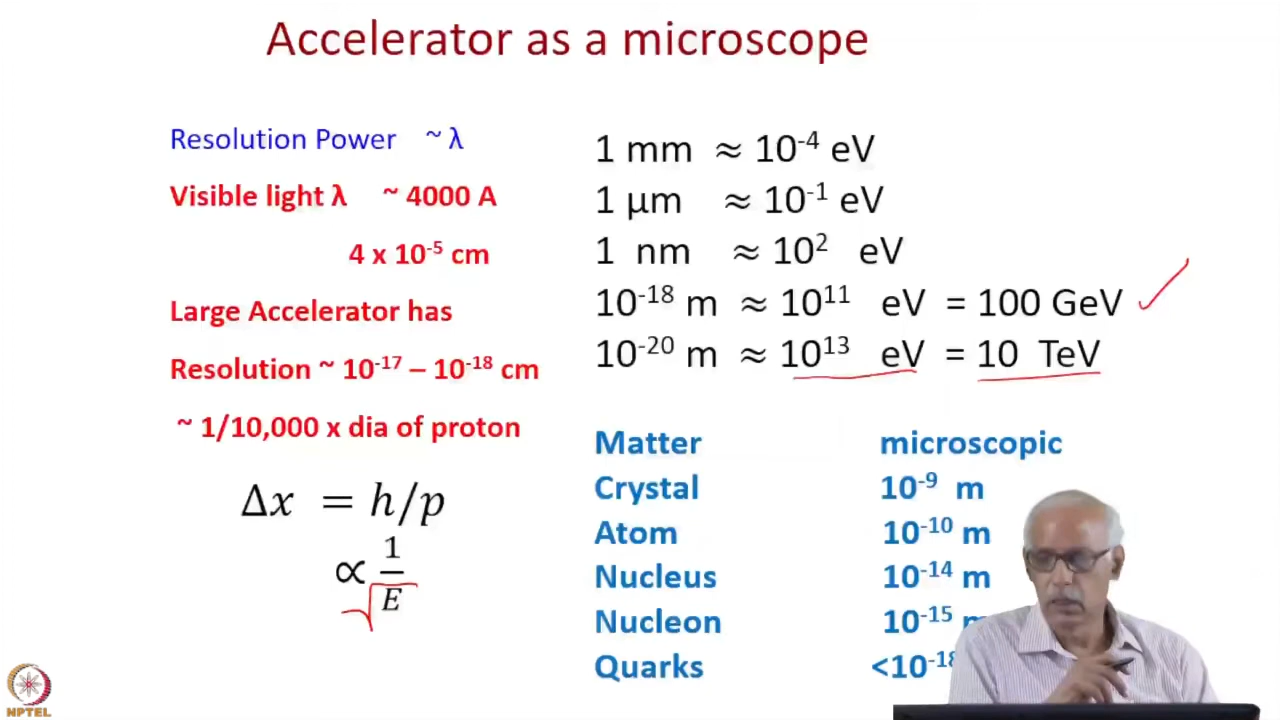 Accelerator as a microscope
Resolution Power ~ λ
Visible light λ ~ 4000 A
4 x 10⁻⁵ cm
Large Accelerator has
Resolution ~ 10⁻¹⁷ – 10⁻¹⁸ cm
~ 1/10,000 x dia of proton
Δx = h/p
∝ 1/√E
1 mm ≈ 10⁻⁴ eV
1 μm ≈ 10⁻¹ eV
1 nm ≈ 10² eV
10⁻¹⁸ m ≈ 10¹¹ eV = 100 GeV
10⁻²⁰ m ≈ 10¹³ eV = 10 TeV
Matter microscopic
Crystal 10⁻⁹ m
Atom 10⁻¹⁰ m
Nucleus 10⁻¹⁴ m
Nucleon 10⁻¹⁵ m
Quarks <10⁻¹⁸
NPTEL